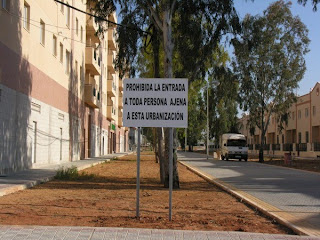 PROHIBIDA LA ENTRADA
A TODA PERSONA AJENA
A ESTA URBANIZACIÓN